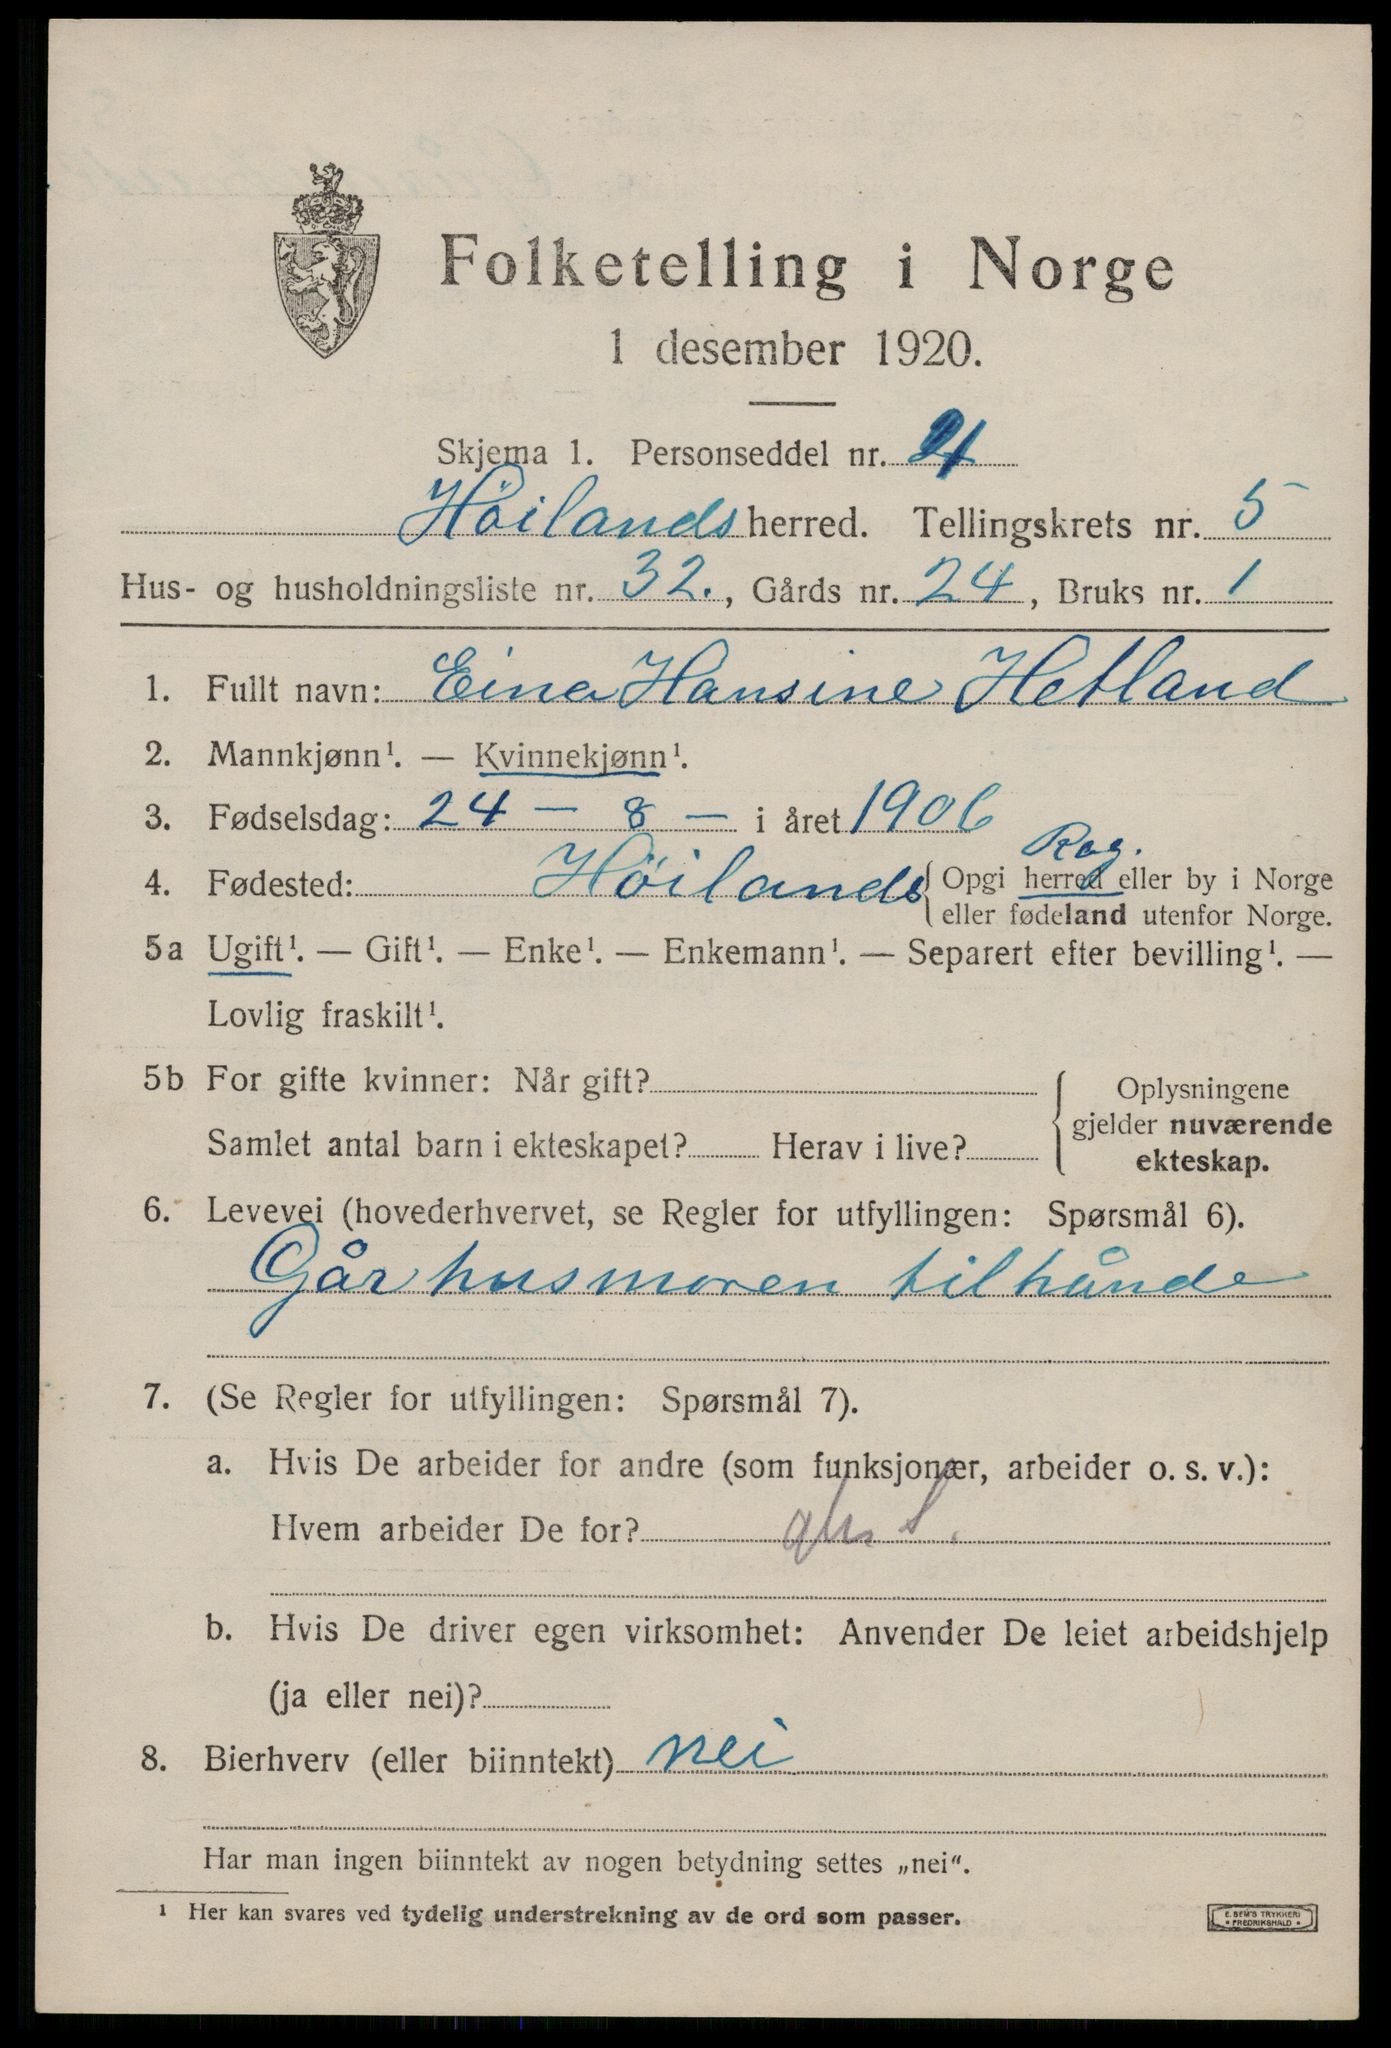 Folketelling i Norge
1 desember 1920.
Skjema 1. Personseddel nr. 4
Höilands herred. Tellingskrets nr. 5
Hus- og husholdningsliste nr. 32., Gårds nr. 24, Bruks nr. 1
1. Fullt navn: Eina Hansine Hetland
2. Mannkjønn¹. — Kvinnekjønn¹.
3. Fødselsdag: 24 - 8 - i året 1906
Rog.
4. Fødested: Höilands { Opgi herred eller by i Norge
eller fødeland utenfor Norge.
5a Ugift¹. — Gift¹. — Enke¹. — Enkemann¹. — Separert efter bevilling¹. —
Lovlig fraskilt¹.
5b For gifte kvinner: Når gift? { Oplysningene
gjelder nuværende
Samlet antal barn i ekteskapet? Herav i live?
ekteskap.
6. Levevei (hovederhvervet, se Regler for utfyllingen: Spørsmål 6).
Går husmoren tilhånde
7. (Se Regler for utfyllingen: Spørsmål 7).
a. Hvis De arbeider for andre (som funksjonær, arbeider o. s. v.):
Hvem arbeider De for?
b. Hvis De driver egen virksomhet: Anvender De leiet arbeidshjelp
(ja eller nei)?
8. Bierhverv (eller biinntekt) nei
Har man ingen biinntekt av nogen betydning settes „nei“.
¹ Her kan svares ved tydelig understrekning av de ord som passer.
E. SEM'S TRYKKERI
• FREDRIKSHALD •